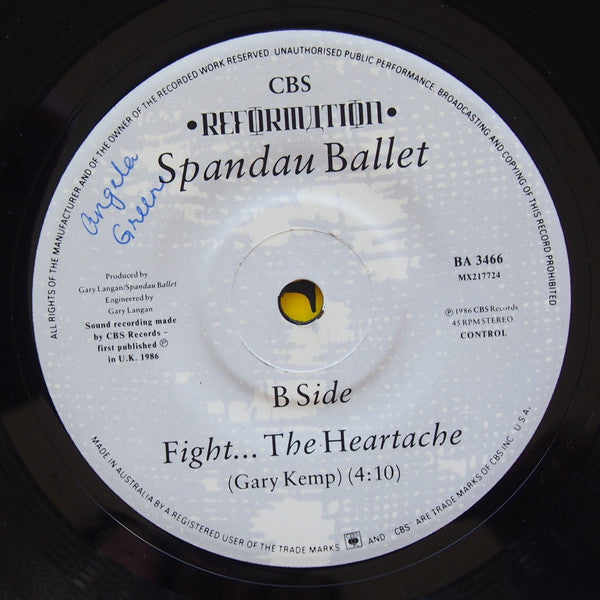 ALL RIGHTS OF THE MANUFACTURER AND OF THE OWNER OF THE RECORDED WORK RESERVED. UNAUTHORISED PUBLIC PERFORMANCE, BROADCASTING AND COPYING OF THIS RECORD PROHIBITED
CBS
•REFORMATION•
Spandau Ballet
Angela
Green
BA 3466
MX217724
Produced by
Gary Langan/Spandau Ballet
Engineered by
Gary Langan
Sound recording made
by CBS Records -
first published ℗
in U.K. 1986
℗ 1986 CBS Records
45 RPM STEREO
CONTROL
B Side
Fight... The Heartache
(Gary Kemp) (4:10)
MADE IN AUSTRALIA BY A REGISTERED USER OF THE TRADE MARKS AND "CBS" ARE TRADE MARKS OF CBS INC. U.S.A.